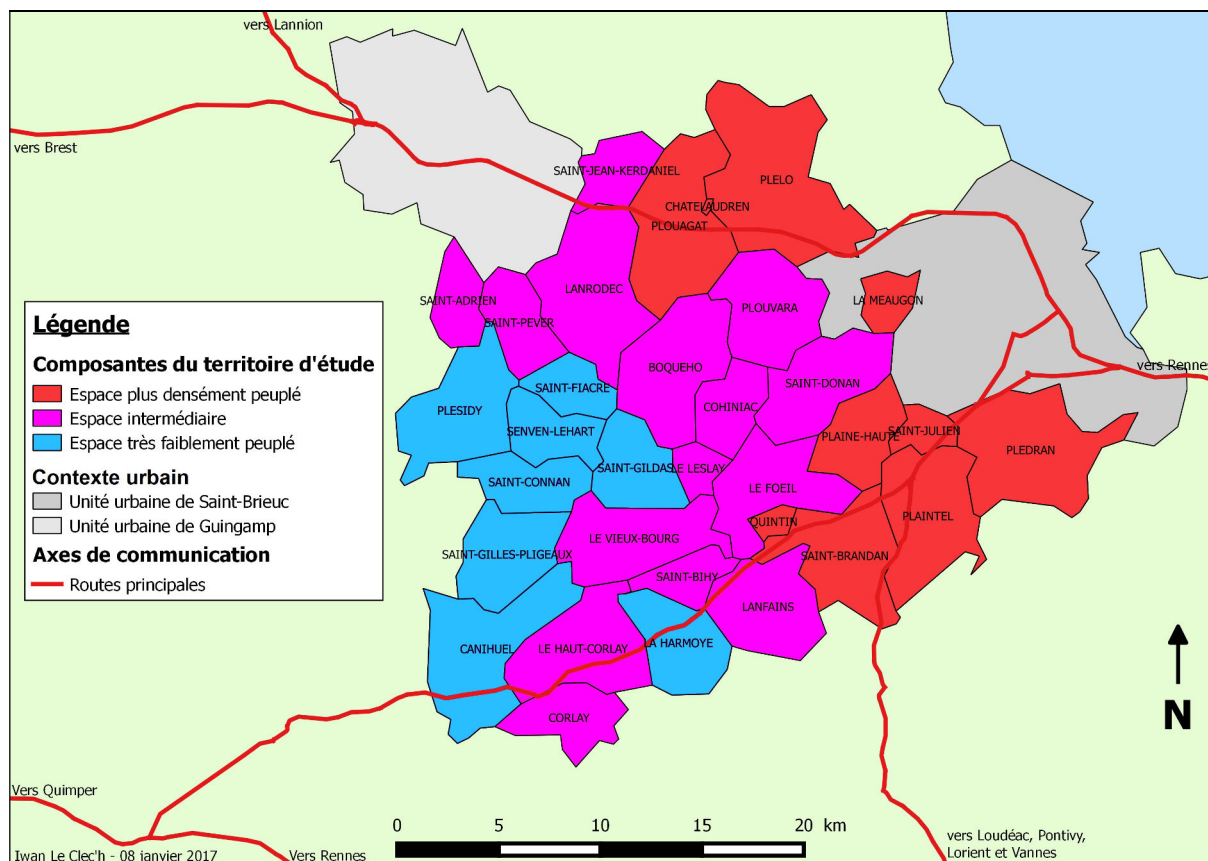 vers Lannion
vers Brest
SAINT-JEAN-KERDANIEL
PLELO
CHATELAUDREN
PLOUAGAT
LANRODEC
SAINT-ADRIEN
SAINT-PEVER
PLOUVARA
LA MEAUGON
vers Rennes
BOQUEHO
SAINT-DONAN
SAINT-FIACRE
COHINIAC
PLESIDY
SENVEN-LEHART
PLAINE-HAUTE
SAINT-JULIEN
PLEDRAN
SAINT-GILDAS
LE LESLAY
SAINT-CONNAN
LE FOEIL
PLAINTEL
QUINTIN
LE VIEUX-BOURG
SAINT-GILLES-PLIGEAUX
SAINT-BRANDAN
SAINT-BIHY
LANFAINS
CANIHUEL
LE HAUT-CORLAY
LA HARMOYE
CORLAY
Légende
Composantes du territoire d'étude
Espace plus densément peuplé
Espace intermédiaire
Espace très faiblement peuplé
Contexte urbain
Unité urbaine de Saint-Brieuc
Unité urbaine de Guingamp
Axes de communication
Routes principales
N
Vers Quimper
0 5 10 15 20 km
Iwan Le Clec'h - 08 janvier 2017
Vers Rennes
vers Loudéac, Pontivy,
Lorient et Vannes